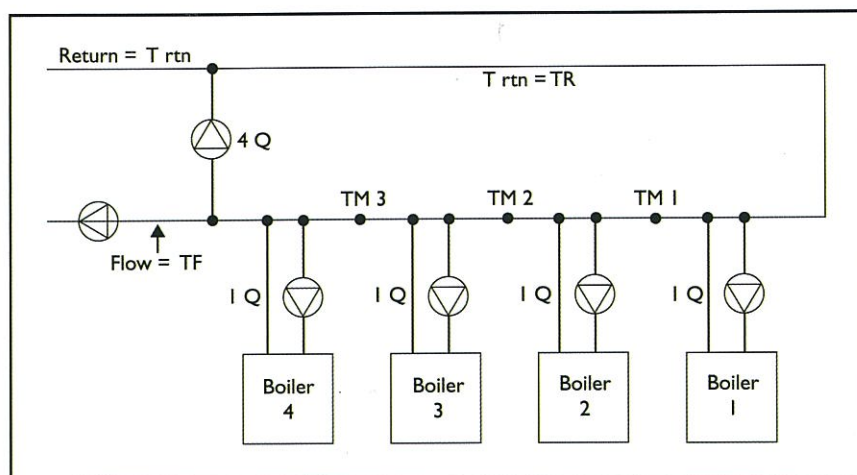 Return = T rtn
T rtn = TR
4 Q
TM 3
TM 2
TM 1
Flow = TF
1 Q
1 Q
1 Q
1 Q
Boiler
4
Boiler
3
Boiler
2
Boiler
1